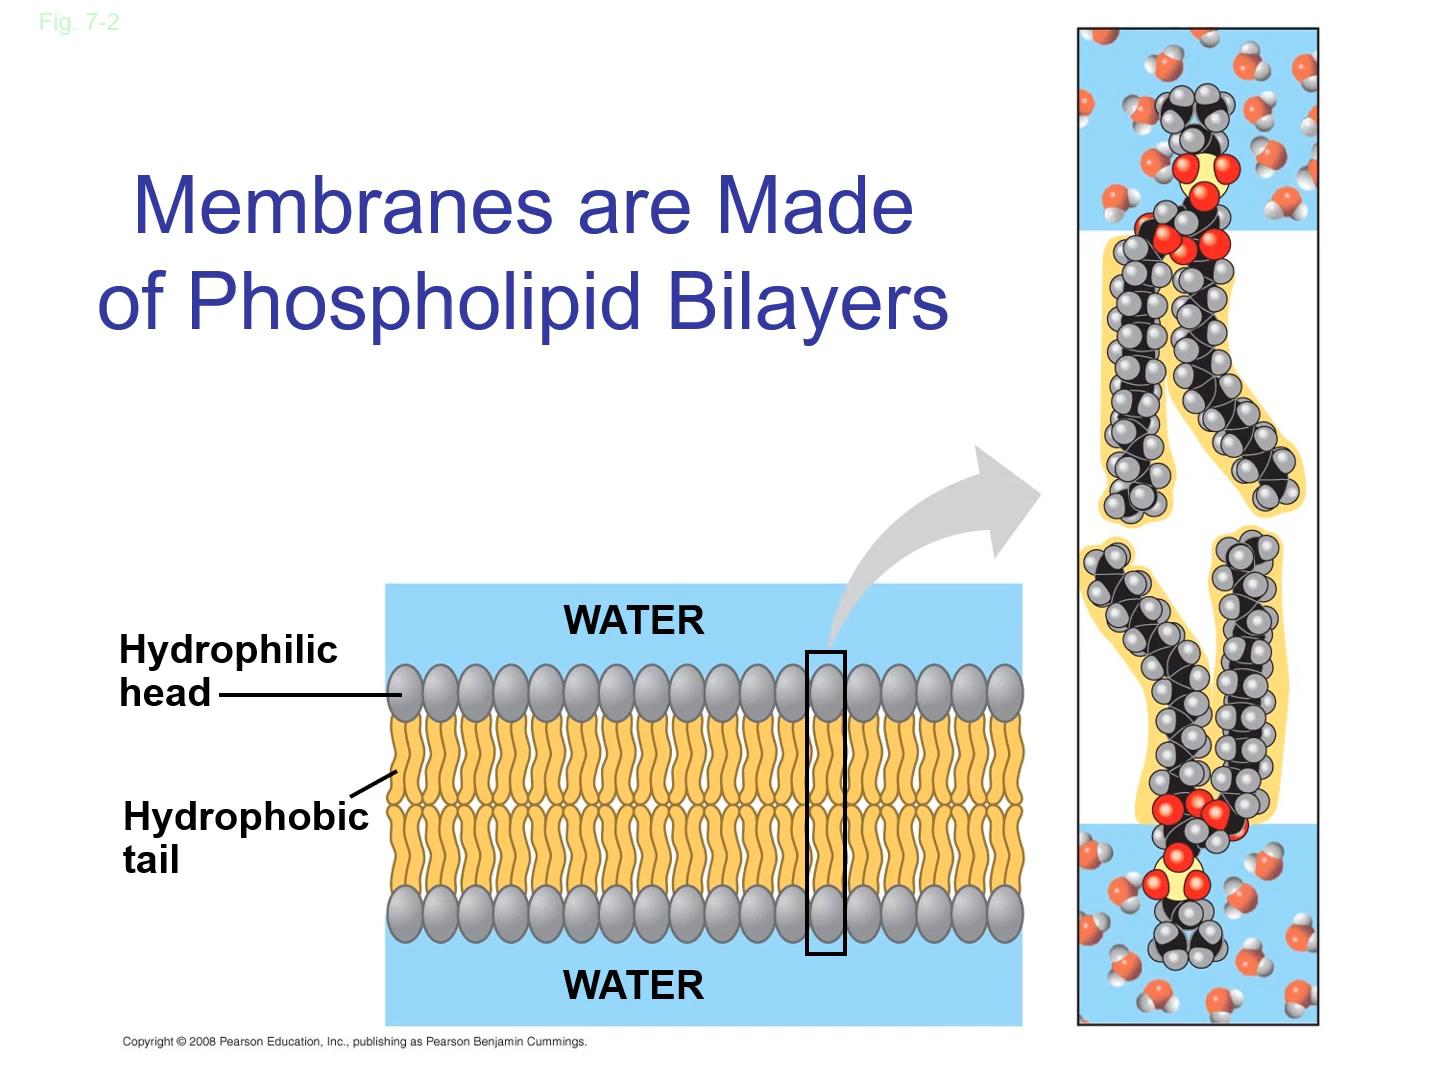 Fig. 7-2
Membranes are Made
of Phospholipid Bilayers
WATER
Hydrophilic
head
Hydrophobic
tail
WATER
Copyright © 2008 Pearson Education, Inc., publishing as Pearson Benjamin Cummings.